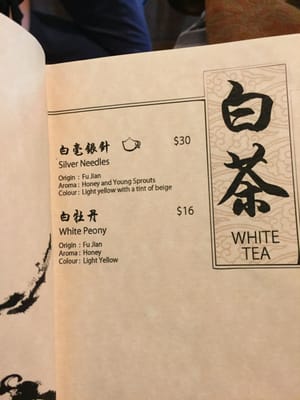 白毫銀針 $30
Silver Needles
Origin : Fu Jian
Aroma : Honey and Young Sprouts
Colour : Light yellow with a tint of beige
白牡丹 $16
White Peony
Origin : Fu Jian
Aroma : Honey
Colour : Light Yellow
白茶
WHITE
TEA